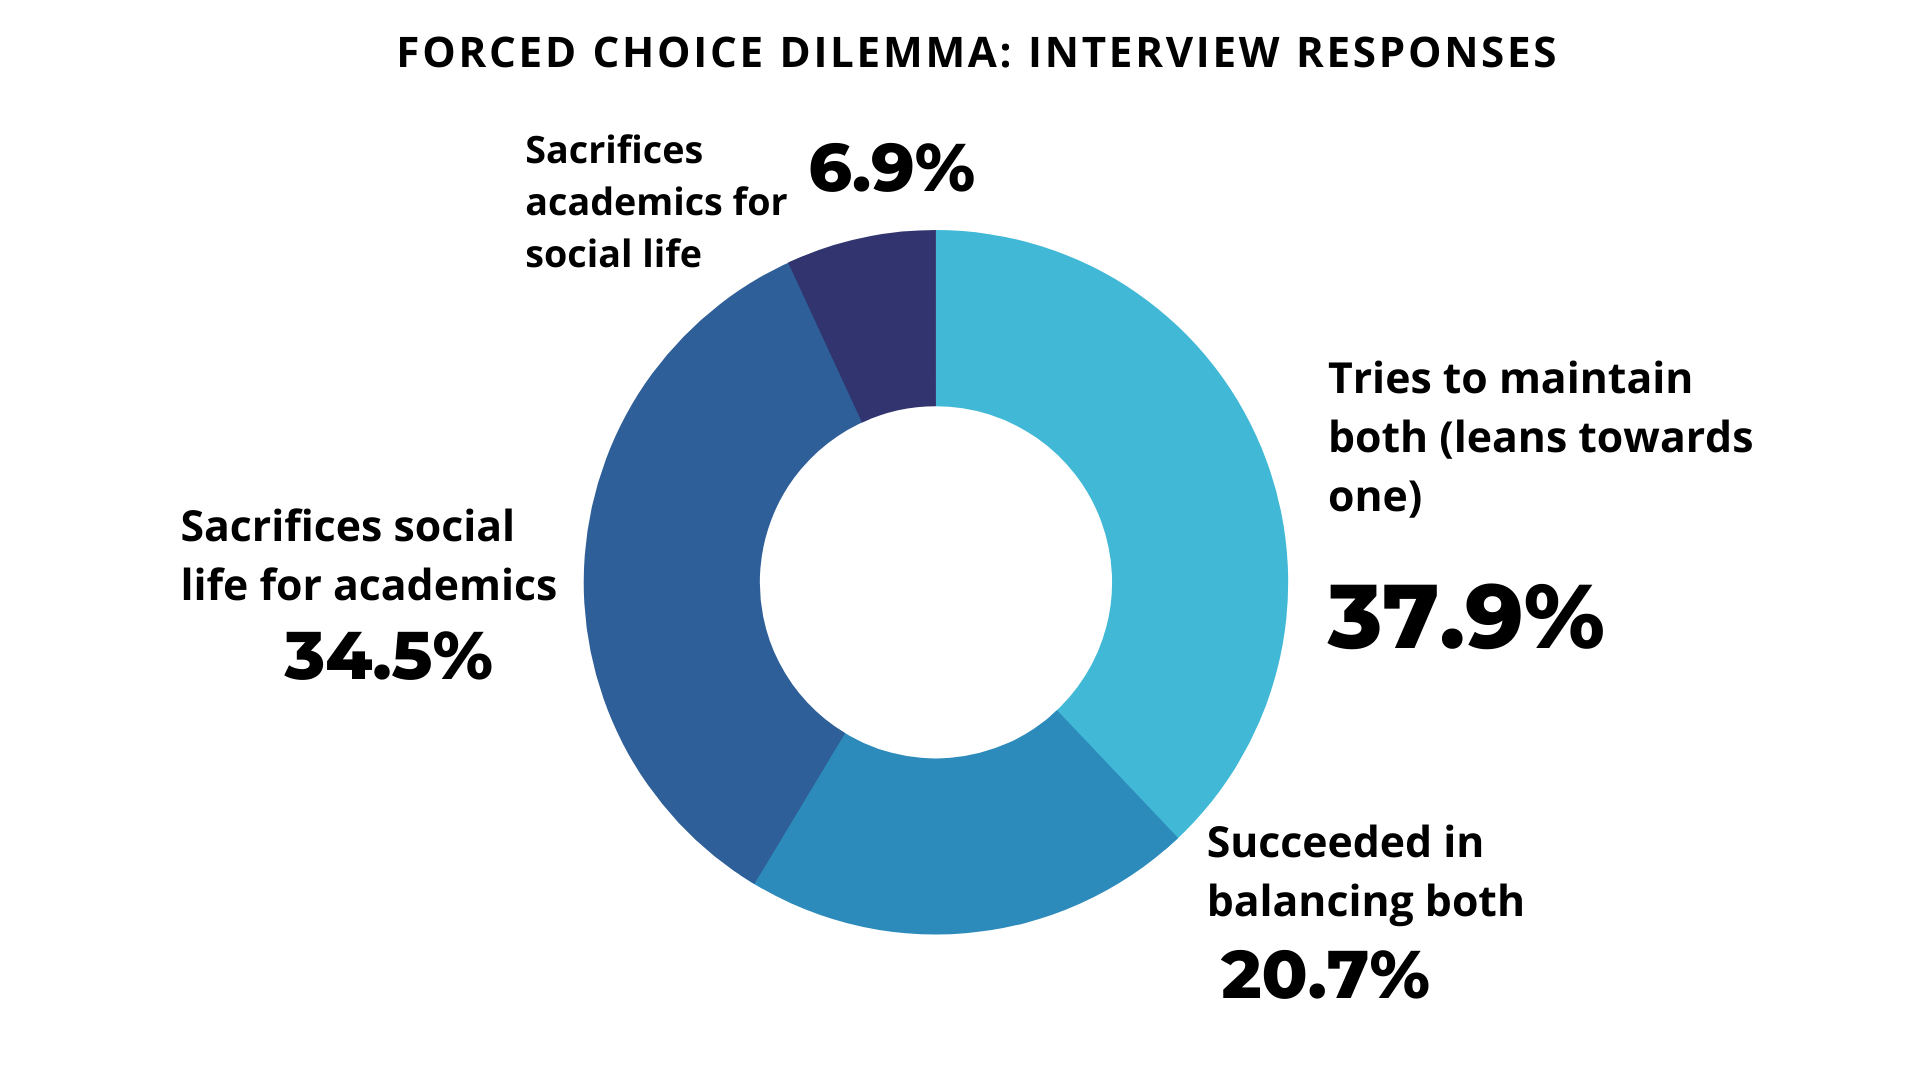 FORCED CHOICE DILEMMA: INTERVIEW RESPONSES
Sacrifices
academics for
social life
6.9%
Tries to maintain
both (leans towards
one)
37.9%
Sacrifices social
life for academics
34.5%
Succeeded in
balancing both
20.7%